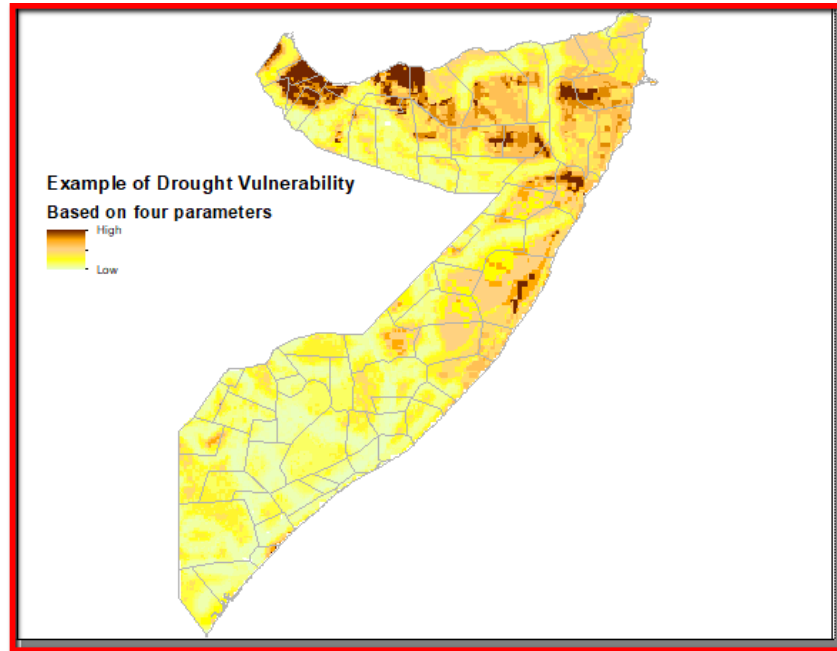 Example of Drought Vulnerability
Based on four parameters
High
Low